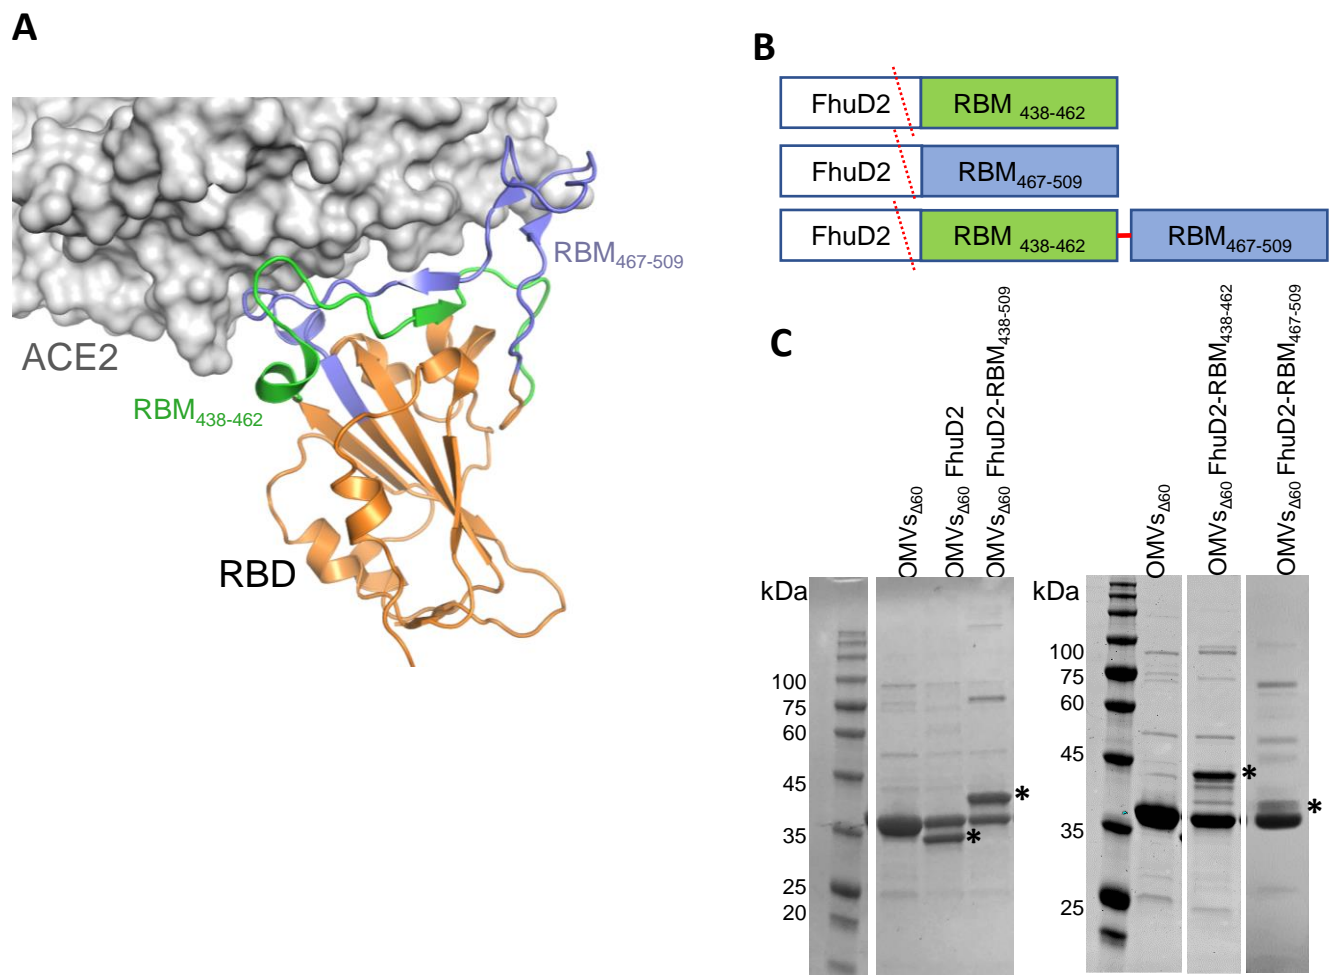 A
ACE2
RBM438-462
RBM467-509
RBD
B
FhuD2 RBM 438-462
FhuD2 RBM467-509
FhuD2 RBM 438-462 RBM467-509
C
OMVsΔ60
OMVsΔ60 FhuD2
OMVsΔ60 FhuD2-RBM438-509
kDa
100
75
60
45
35
25
20
*
*
OMVsΔ60
OMVsΔ60 FhuD2-RBM438-462
OMVsΔ60 FhuD2-RBM467-509
kDa
100
75
60
45
35
25
*
*